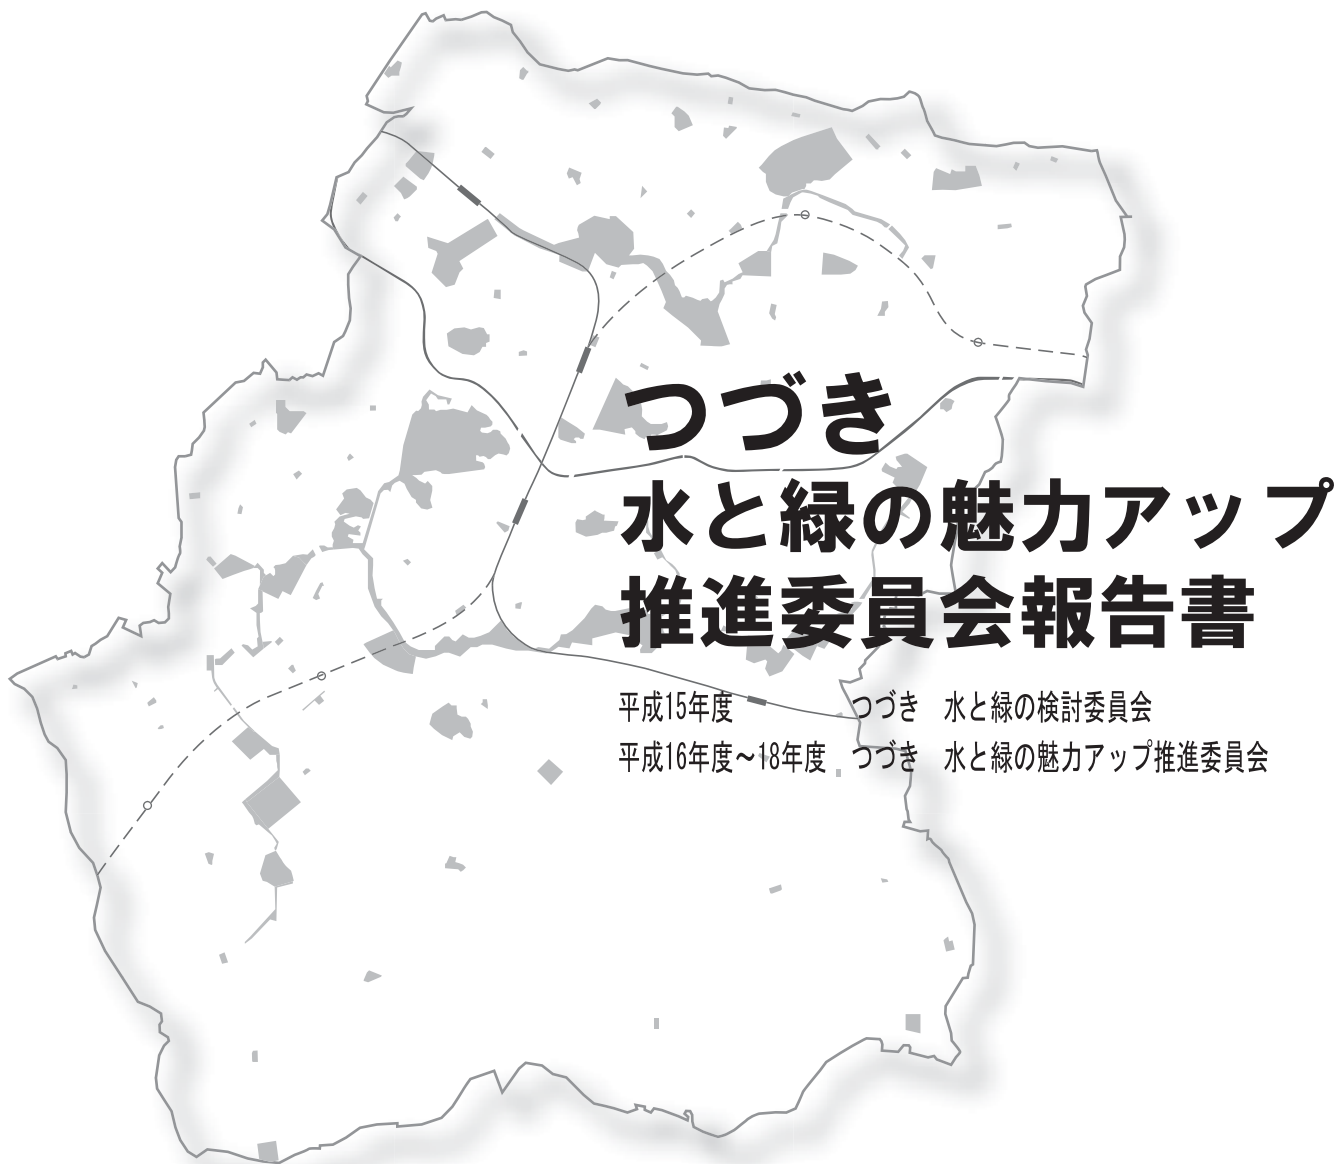 つづき
水と緑の魅力アップ
推進委員会報告書
平成15年度 つづき 水と緑の検討委員会
平成16年度～18年度 つづき 水と緑の魅力アップ推進委員会